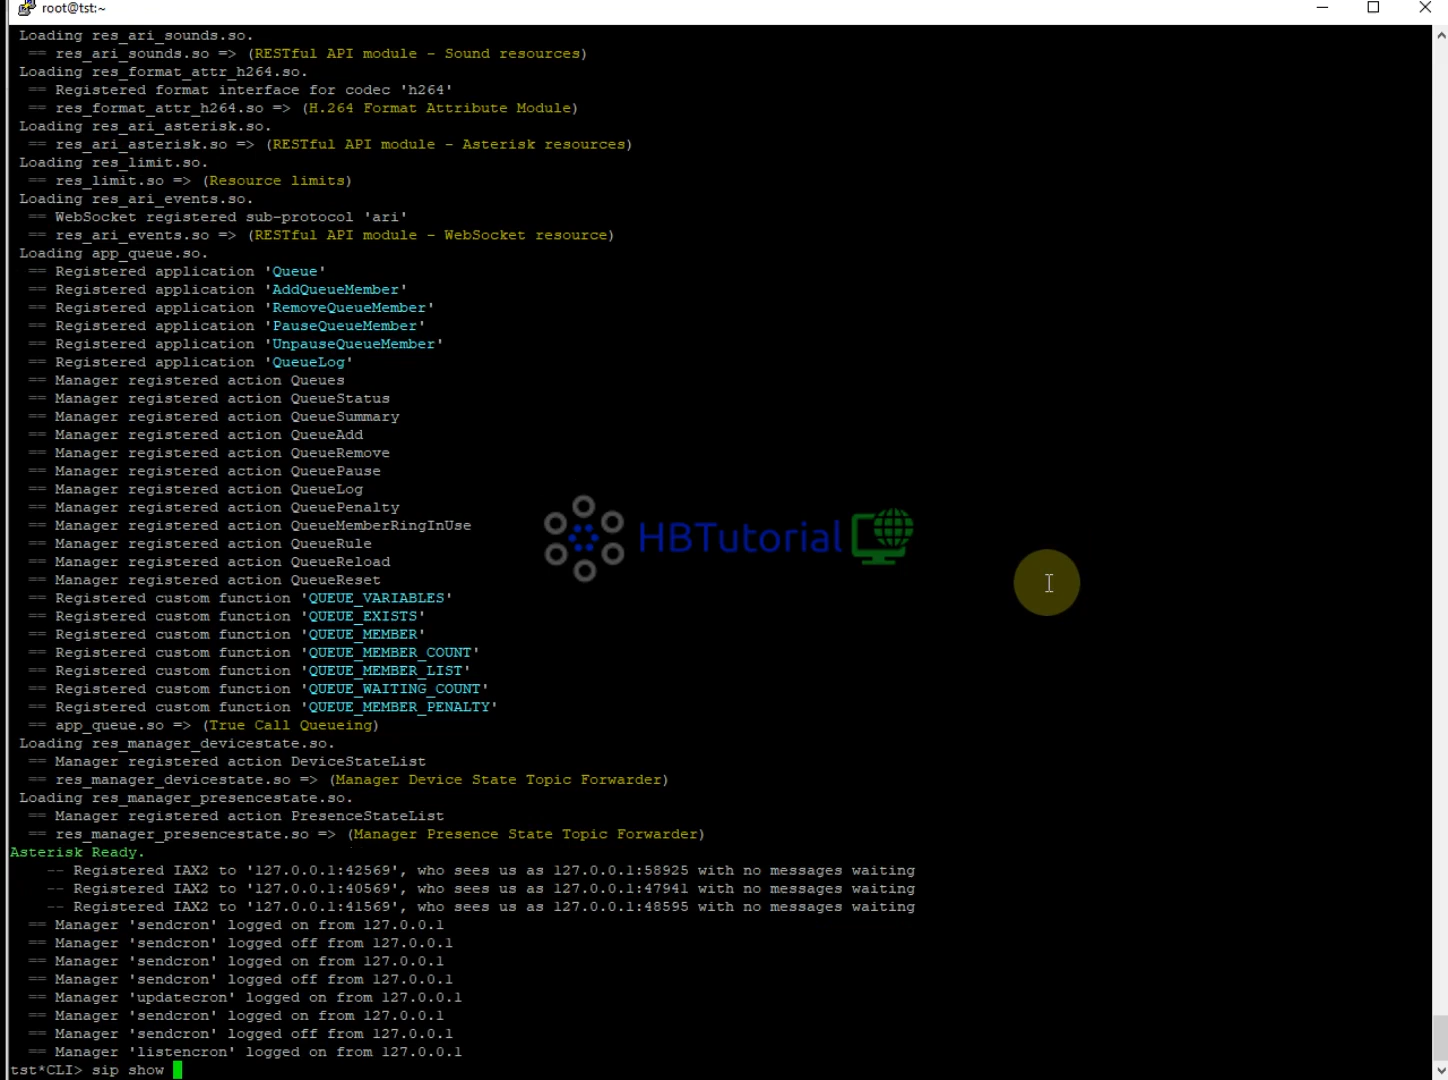 root@tst:~
Loading res_ari_sounds.so.
== res_ari_sounds.so => (RESTful API module - Sound resources)
Loading res_format_attr_h264.so.
== Registered format interface for codec 'h264'
== res_format_attr_h264.so => (H.264 Format Attribute Module)
Loading res_ari_asterisk.so.
== res_ari_asterisk.so => (RESTful API module - Asterisk resources)
Loading res_limit.so.
== res_limit.so => (Resource limits)
Loading res_ari_events.so.
== WebSocket registered sub-protocol 'ari'
== res_ari_events.so => (RESTful API module - WebSocket resource)
Loading app_queue.so.
== Registered application 'Queue'
== Registered application 'AddQueueMember'
== Registered application 'RemoveQueueMember'
== Registered application 'PauseQueueMember'
== Registered application 'UnpauseQueueMember'
== Registered application 'QueueLog'
== Manager registered action Queues
== Manager registered action QueueStatus
== Manager registered action QueueSummary
== Manager registered action QueueAdd
== Manager registered action QueueRemove
== Manager registered action QueuePause
== Manager registered action QueueLog
== Manager registered action QueuePenalty
== Manager registered action QueueMemberRingInUse
== Manager registered action QueueRule
== Manager registered action QueueReload
== Manager registered action QueueReset
== Registered custom function 'QUEUE_VARIABLES'
== Registered custom function 'QUEUE_EXISTS'
== Registered custom function 'QUEUE_MEMBER'
== Registered custom function 'QUEUE_MEMBER_COUNT'
== Registered custom function 'QUEUE_MEMBER_LIST'
== Registered custom function 'QUEUE_WAITING_COUNT'
== Registered custom function 'QUEUE_MEMBER_PENALTY'
== app_queue.so => (True Call Queueing)
Loading res_manager_devicestate.so.
== Manager registered action DeviceStateList
== res_manager_devicestate.so => (Manager Device State Topic Forwarder)
Loading res_manager_presencestate.so.
== Manager registered action PresenceStateList
== res_manager_presencestate.so => (Manager Presence State Topic Forwarder)
Asterisk Ready.
-- Registered IAX2 to '127.0.0.1:42569', who sees us as 127.0.0.1:58925 with no messages waiting
-- Registered IAX2 to '127.0.0.1:40569', who sees us as 127.0.0.1:47941 with no messages waiting
-- Registered IAX2 to '127.0.0.1:41569', who sees us as 127.0.0.1:48595 with no messages waiting
== Manager 'sendcron' logged on from 127.0.0.1
== Manager 'sendcron' logged off from 127.0.0.1
== Manager 'sendcron' logged on from 127.0.0.1
== Manager 'sendcron' logged off from 127.0.0.1
== Manager 'updatecron' logged on from 127.0.0.1
== Manager 'sendcron' logged on from 127.0.0.1
== Manager 'sendcron' logged off from 127.0.0.1
== Manager 'listencron' logged on from 127.0.0.1
tst*CLI> sip show
HBTutorial